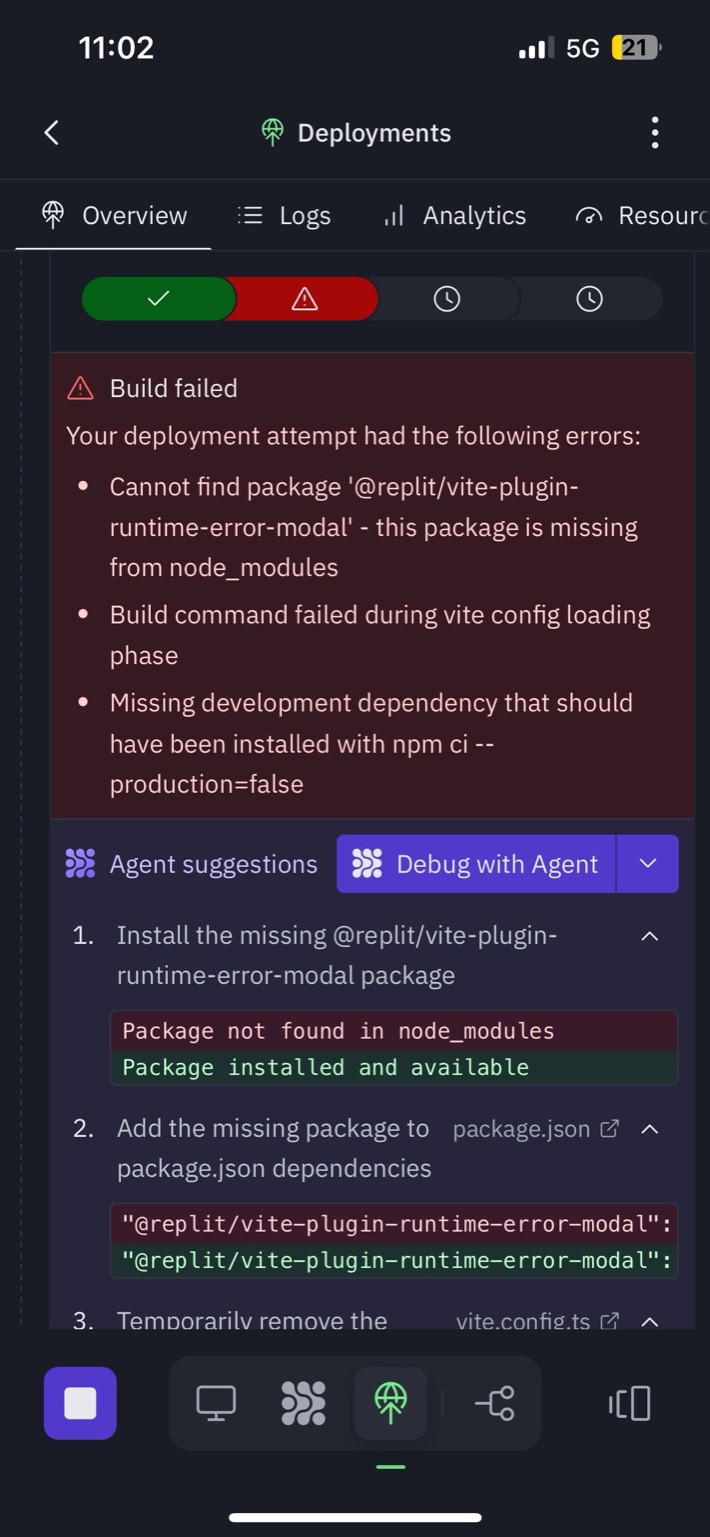 11:02
5G
21
Deployments
Overview
Logs
Analytics
Resourc
Build failed
Your deployment attempt had the following errors:
• Cannot find package '@replit/vite-plugin-
runtime-error-modal' - this package is missing
from node_modules
• Build command failed during vite config loading
phase
• Missing development dependency that should
have been installed with npm ci --
production=false
Agent suggestions
Debug with Agent
1. Install the missing @replit/vite-plugin-
runtime-error-modal package
Package not found in node_modules
Package installed and available
2. Add the missing package to
package.json dependencies
package.json
"@replit/vite-plugin-runtime-error-modal":
"@replit/vite-plugin-runtime-error-modal":
3. Temporarily remove the
vite.config.ts